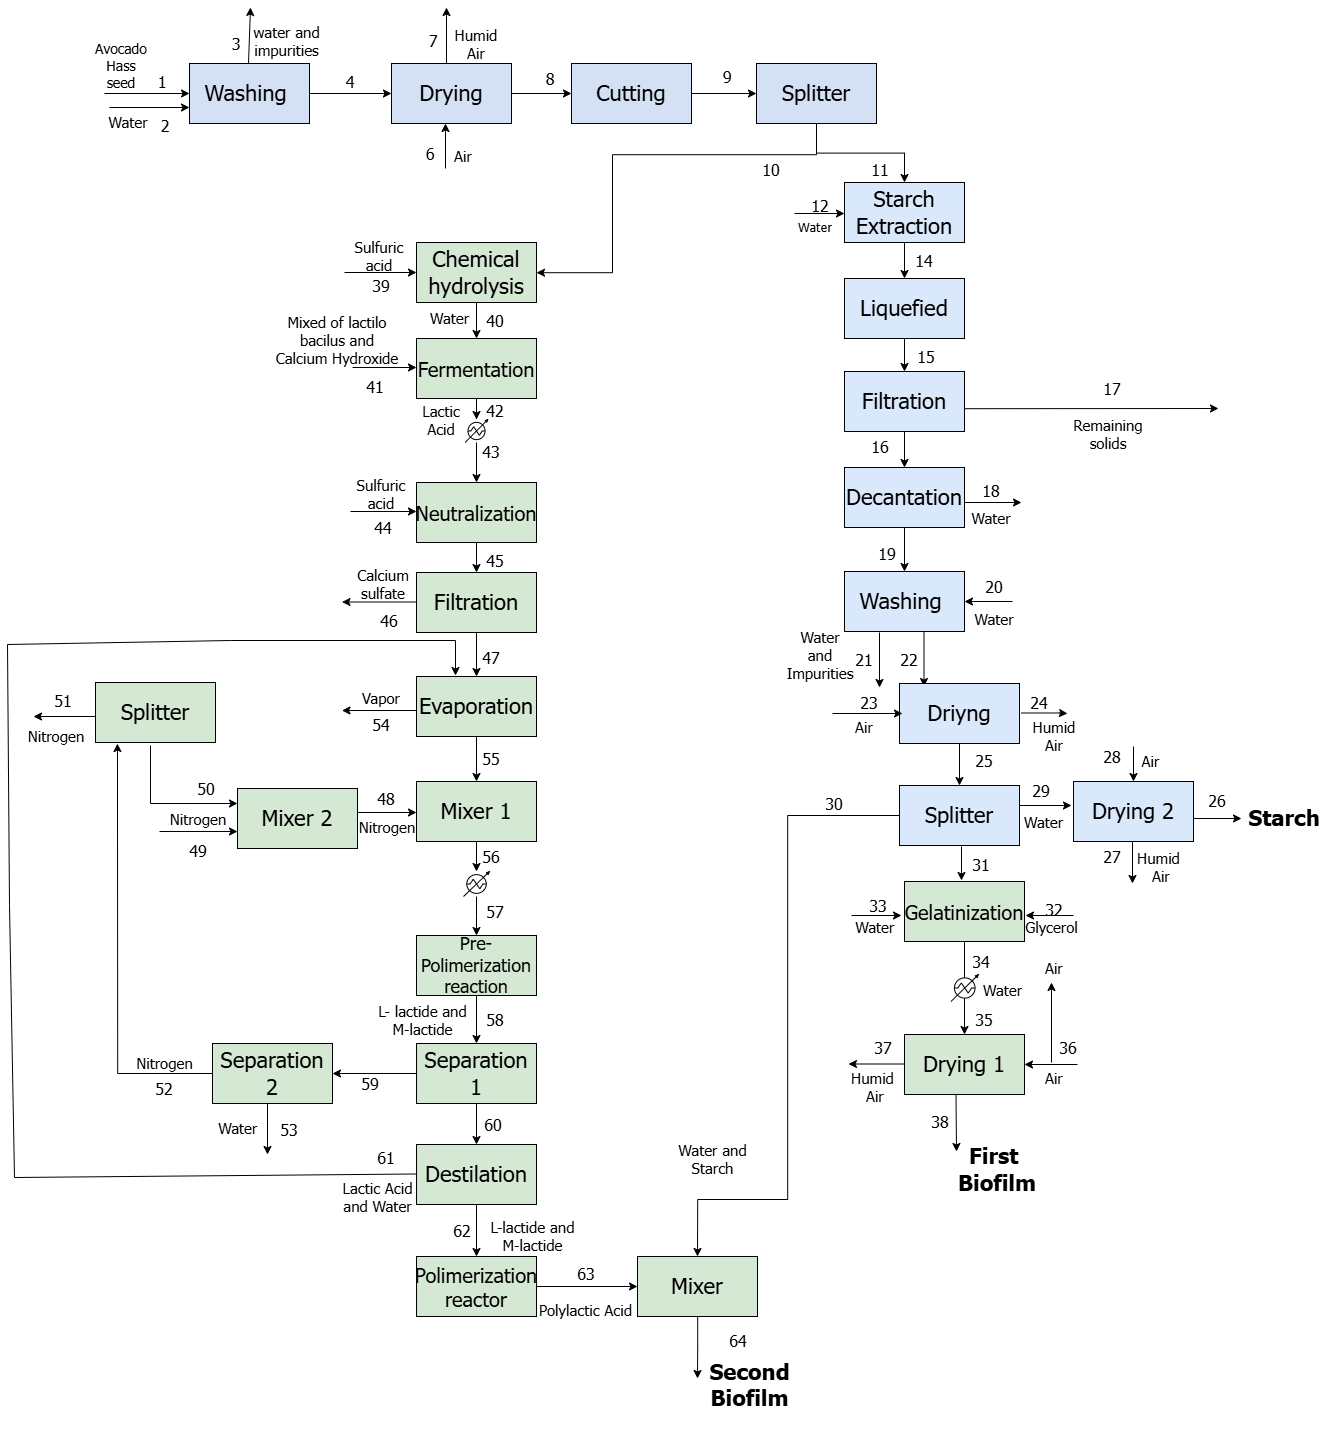 Avocado
Hass
seed
1
Water
2
3
water and
impurities
Washing
4
7
Humid
Air
Drying
6
Air
8
Cutting
9
Splitter
10
11
12
Water
Starch
Extraction
14
Liquefied
15
Filtration
17
Remaining
solids
16
Decantation
18
Water
19
Washing
20
Water
Water
and
Impurities
21
22
23
Air
Driyng
24
Humid
Air
25
30
Splitter
29
Water
28
Air
Drying 2
26
Starch
27
Humid
Air
31
33
Water
Gelatinization
32
Glycerol
34
Water
Air
35
37
Humid
Air
Drying 1
36
Air
38
First
Biofilm
Sulfuric
acid
39
Chemical
hydrolysis
Water
40
Mixed of lactilo
bacilus and
Calcium Hydroxide
41
Fermentation
Lactic
Acid
42
43
Sulfuric
acid
44
Neutralization
45
Calcium
sulfate
46
Filtration
47
Vapor
54
Evaporation
51
Nitrogen
Splitter
55
50
Nitrogen
49
Mixer 2
48
Nitrogen
Mixer 1
56
57
Pre-
Polimerization
reaction
L- lactide and
M-lactide
58
Nitrogen
52
Separation
2
59
Separation
1
Water
53
60
61
Lactic Acid
and Water
Destilation
62
L-lactide and
M-lactide
Water and
Starch
Polimerization
reactor
63
Polylactic Acid
Mixer
64
Second
Biofilm